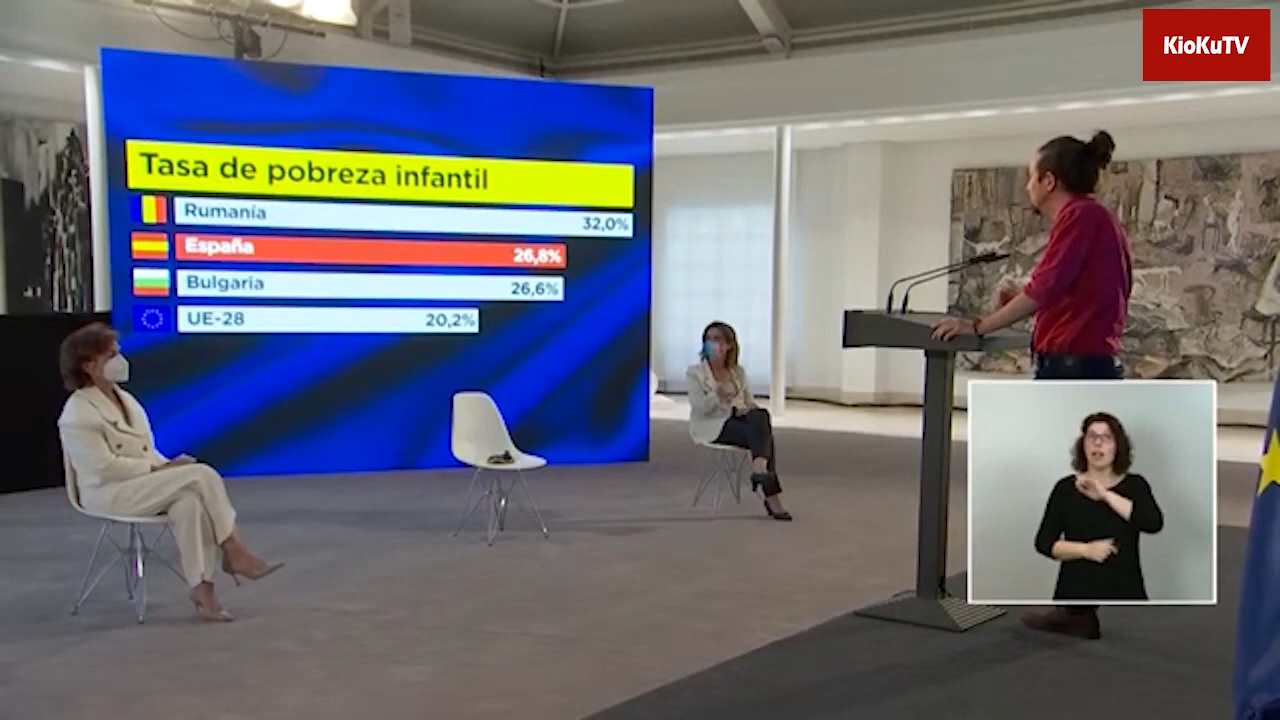 KioKuTV
Tasa de pobreza infantil
Rumanía 32,0%
España 26,8%
Bulgaria 26,6%
UE-28 20,2%